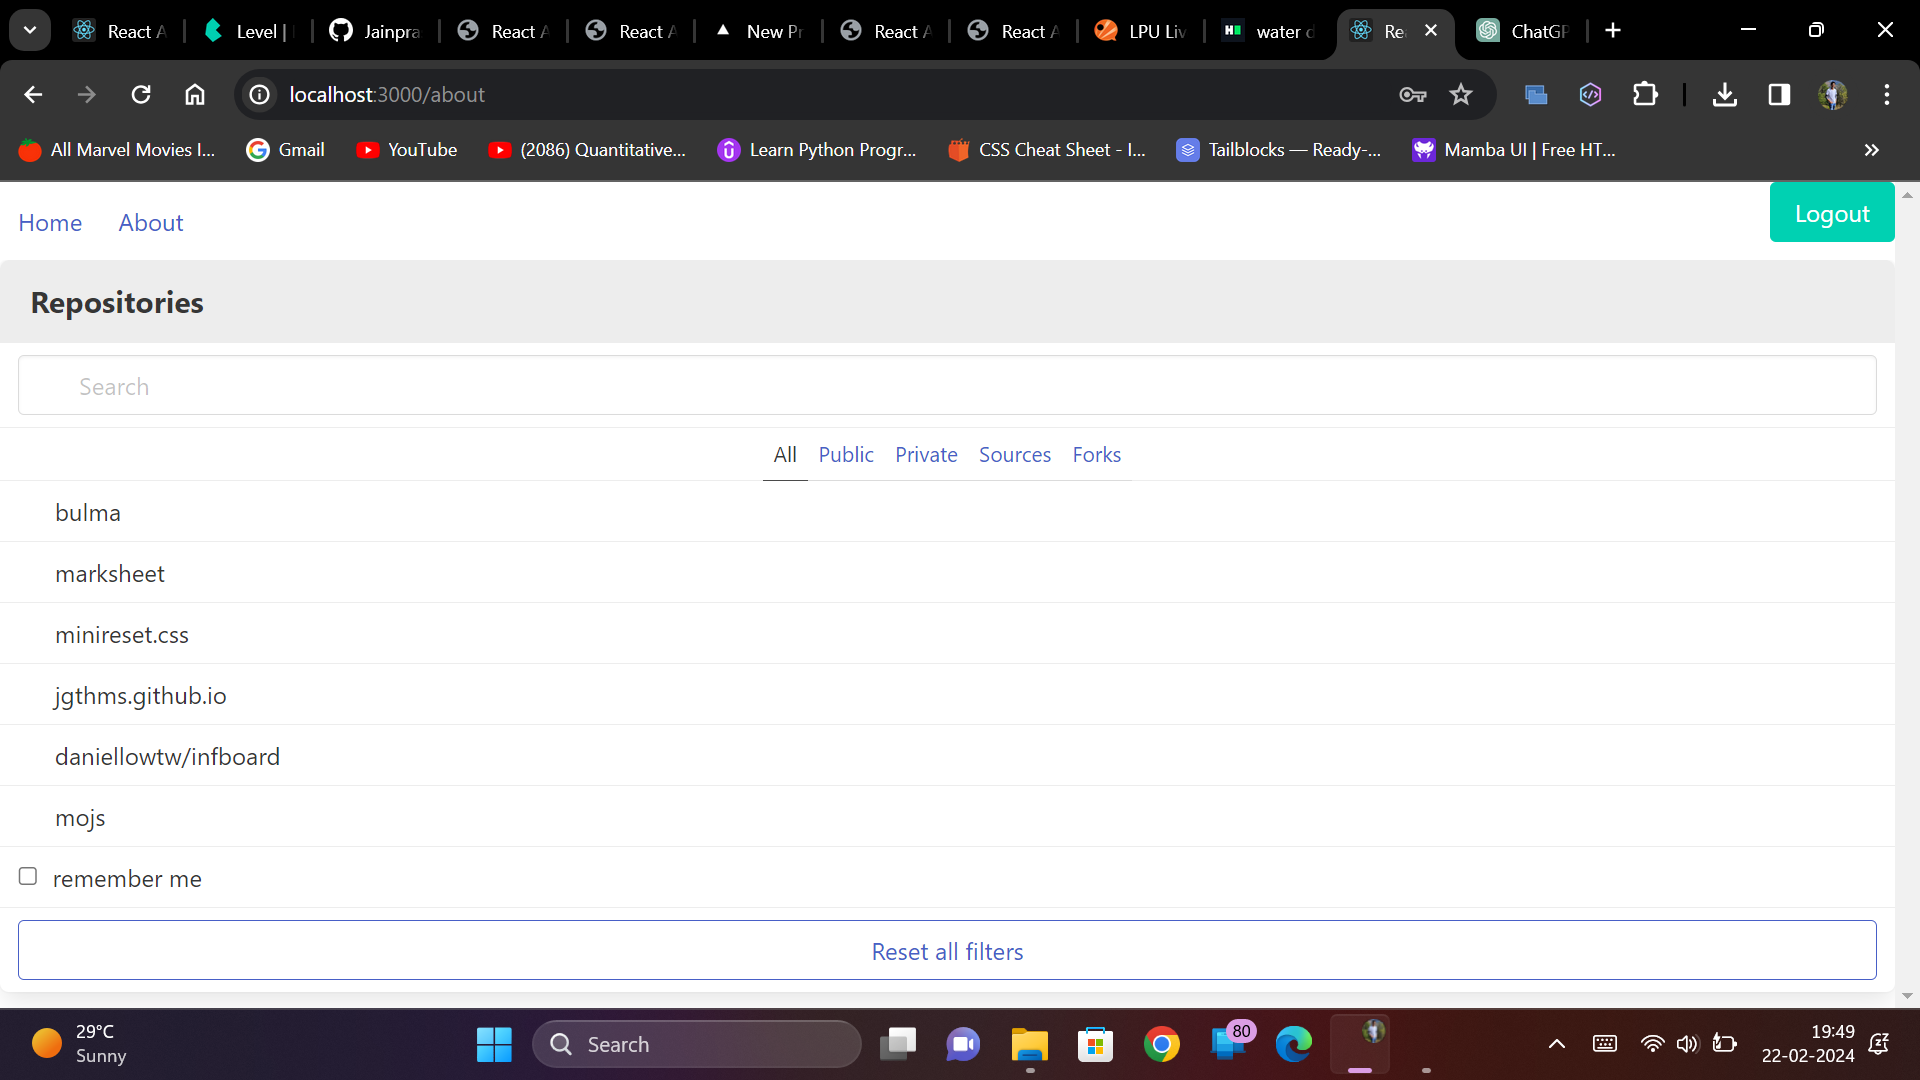 React A
Level |
Jainpra
React A
React A
New Pr
React A
React A
LPU Liv
water d
Rea
ChatGP
localhost:3000/about
All Marvel Movies I...
Gmail
YouTube
(2086) Quantitative...
Learn Python Progr...
CSS Cheat Sheet - I...
Tailblocks — Ready-...
Mamba UI | Free HT...
Home About
Logout
Repositories
Search
All Public Private Sources Forks
bulma
marksheet
minireset.css
jgthms.github.io
daniellowtw/infboard
mojs
remember me
Reset all filters
29°C
Sunny
Search
80
19:49
22-02-2024